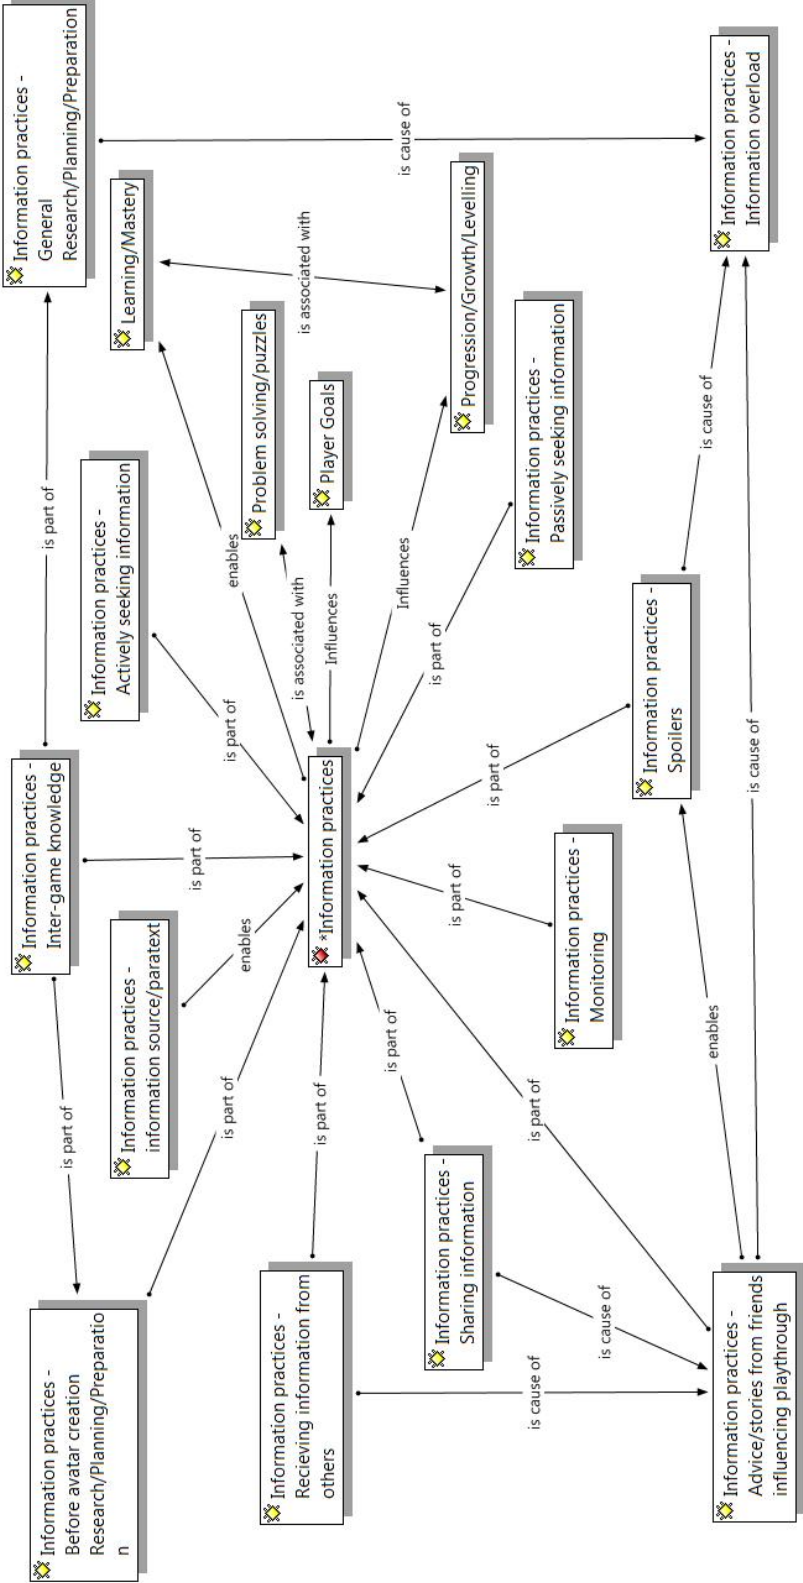 Information practices -
Before avatar creation
Research/Planning/Preparatio
n
is part of
Information practices -
Inter-game knowledge
is part of
Information practices -
General
Research/Planning/Preparation
Information practices -
information source/paratext
Information practices -
Actively seeking information
Learning/Mastery
is part of
is part of
enables
is part of
enables
Problem solving/puzzles
is associated with
is associated with
Information practices -
Recieving information from
others
is part of
*Information practices
Influences
Player Goals
is part of
Influences
is cause of
Information practices -
Sharing information
is part of
is part of
Progression/Growth/Levelling
is part of
is part of
Information practices -
Passively seeking information
is cause of
is cause of
Information practices -
Monitoring
Information practices -
Spoilers
is cause of
enables
is cause of
Information practices -
Advice/stories from friends
influencing playthrough
Information practices -
Information overload